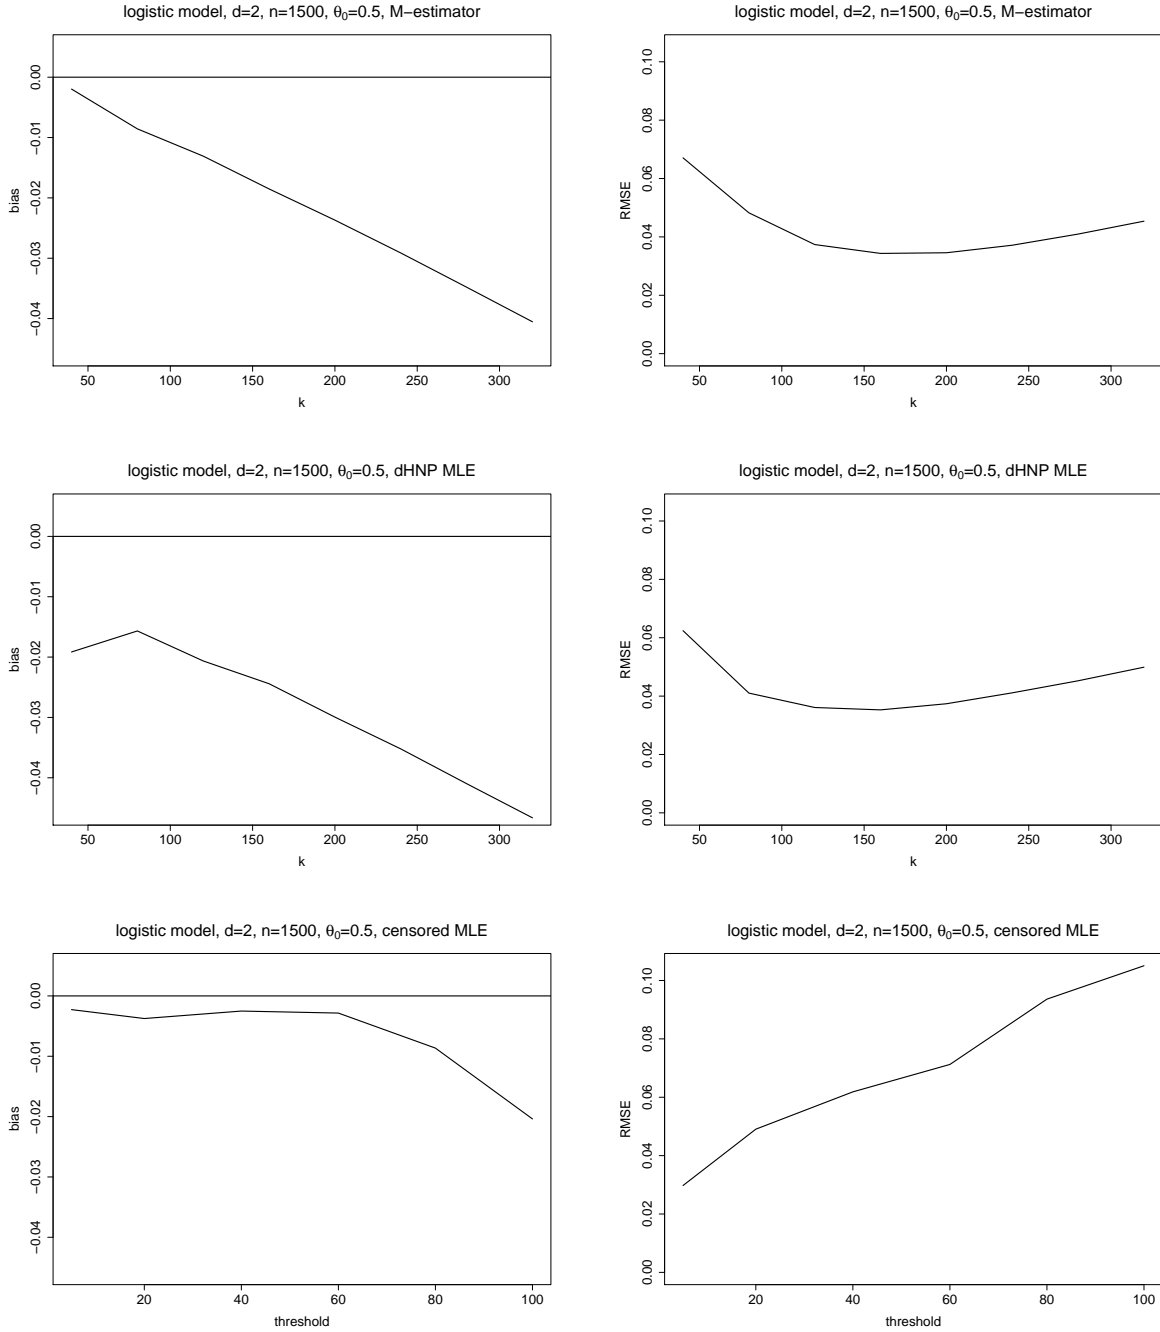 logistic model, d=2, n=1500, θ₀=0.5, M−estimator
bias
0.00
−0.01
−0.02
−0.03
−0.04
50 100 150 200 250 300
k
logistic model, d=2, n=1500, θ₀=0.5, M−estimator
RMSE
0.10
0.08
0.06
0.04
0.02
0.00
50 100 150 200 250 300
k
logistic model, d=2, n=1500, θ₀=0.5, dHNP MLE
bias
0.00
−0.01
−0.02
−0.03
−0.04
50 100 150 200 250 300
k
logistic model, d=2, n=1500, θ₀=0.5, dHNP MLE
RMSE
0.10
0.08
0.06
0.04
0.02
0.00
50 100 150 200 250 300
k
logistic model, d=2, n=1500, θ₀=0.5, censored MLE
bias
0.00
−0.01
−0.02
−0.03
−0.04
20 40 60 80 100
threshold
logistic model, d=2, n=1500, θ₀=0.5, censored MLE
RMSE
0.10
0.08
0.06
0.04
0.02
0.00
20 40 60 80 100
threshold